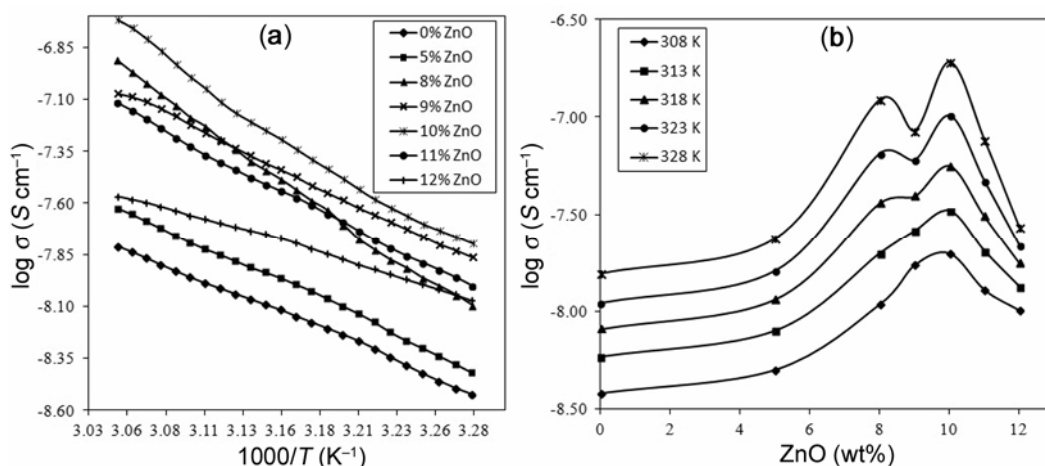 (a)
0% ZnO
5% ZnO
8% ZnO
9% ZnO
10% ZnO
11% ZnO
12% ZnO
-6.85
-7.10
-7.35
-7.60
-7.85
-8.10
-8.35
-8.60
log σ (S cm⁻¹)
3.03 3.06 3.08 3.11 3.13 3.16 3.18 3.21 3.23 3.26 3.28
1000/T (K⁻¹)
(b)
308 K
313 K
318 K
323 K
328 K
-6.50
-7.00
-7.50
-8.00
-8.50
log σ (S cm⁻¹)
0 2 4 6 8 10 12
ZnO (wt%)